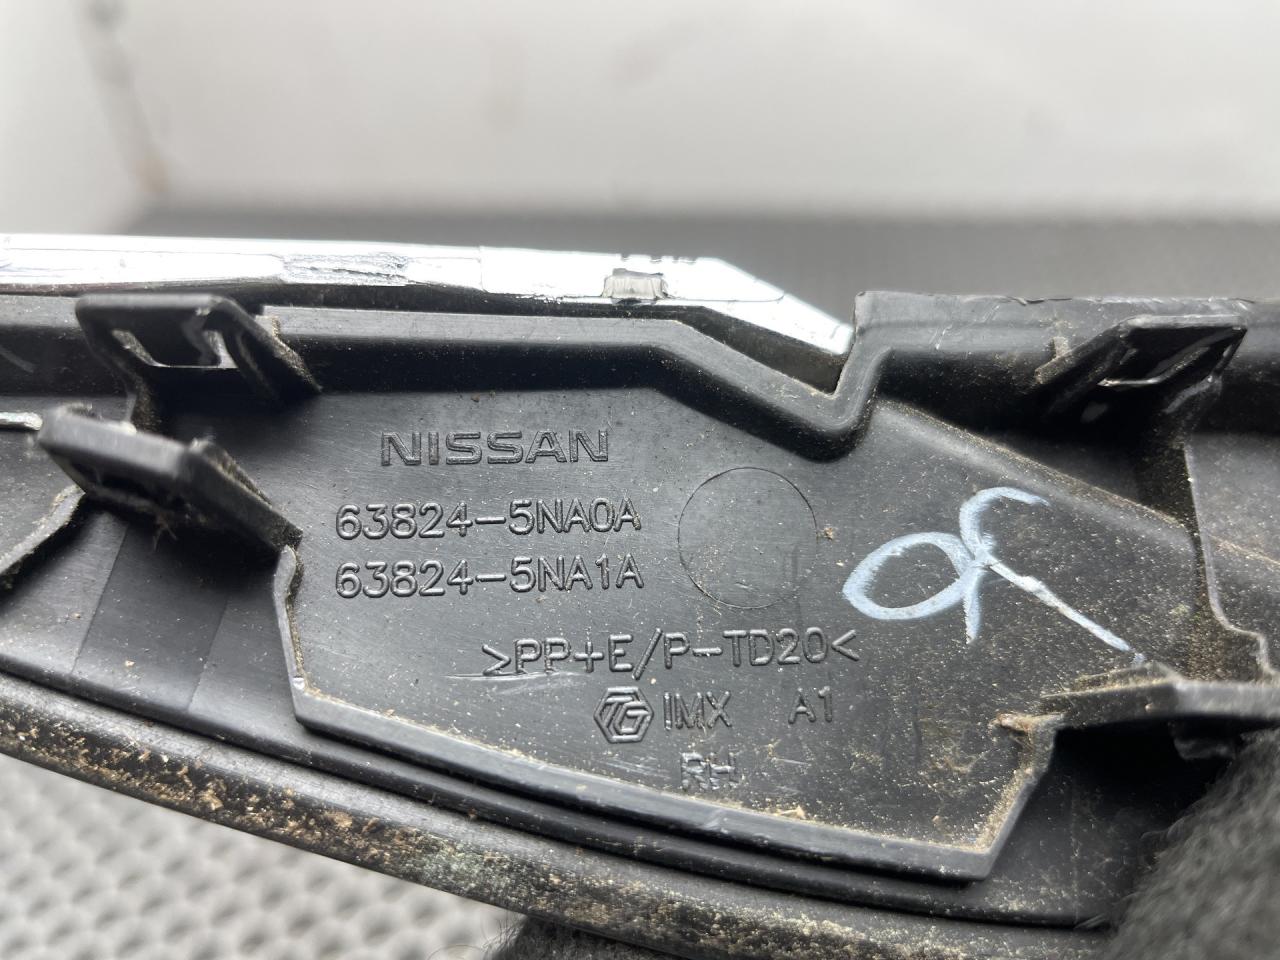 NISSAN
63824-5NA0A
63824-5NA1A
>PP+E/P-TD20<
IMX A1
RH